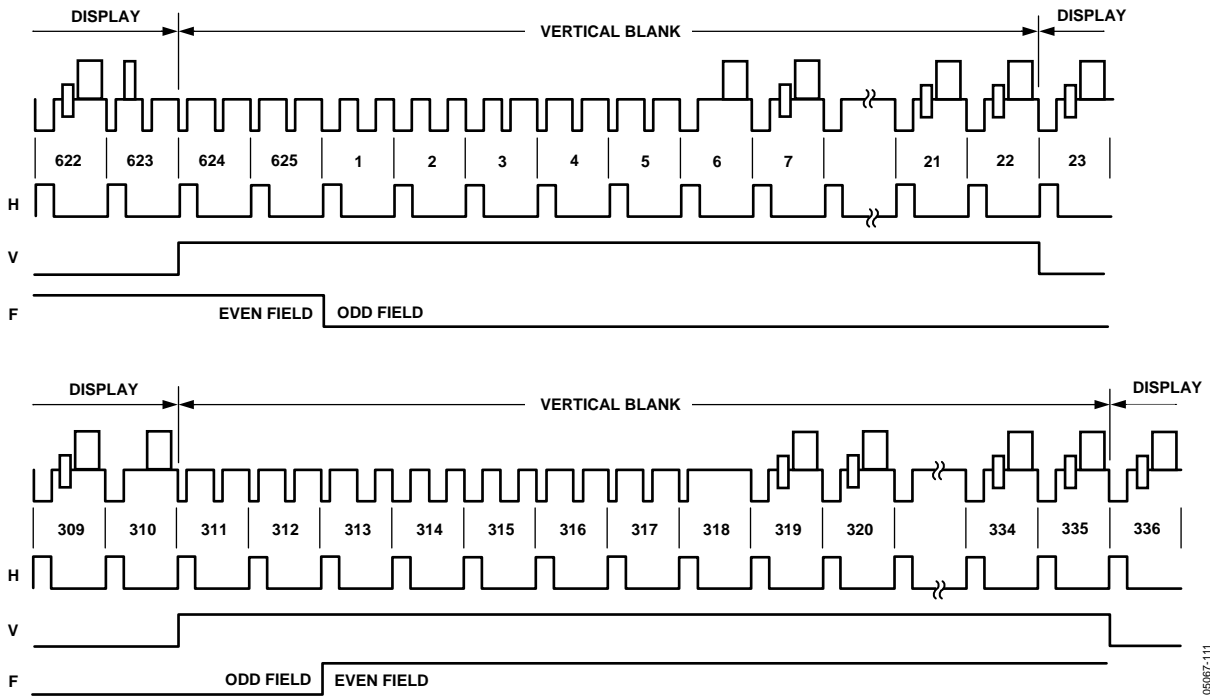 DISPLAY
VERTICAL BLANK
DISPLAY
622 623 624 625 1 2 3 4 5 6 7 21 22 23
H
V
F
EVEN FIELD ODD FIELD
DISPLAY
VERTICAL BLANK
DISPLAY
309 310 311 312 313 314 315 316 317 318 319 320 334 335 336
H
V
F
ODD FIELD EVEN FIELD
05067-111